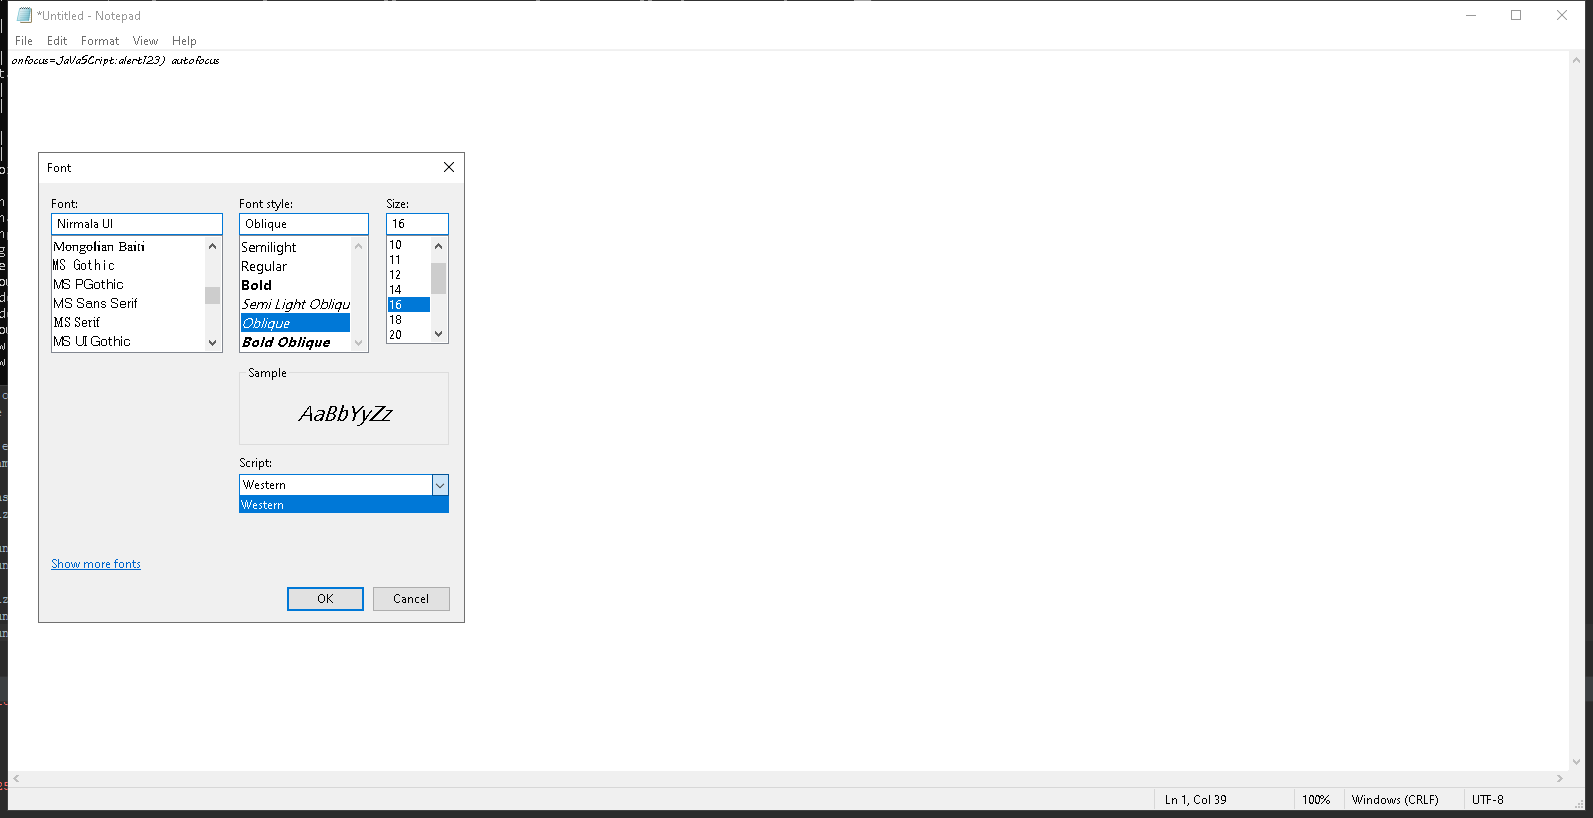 *Untitled - Notepad
File Edit Format View Help
onfocus=JaVaSCript:alert123) autofocus
Font
Font: Font style: Size:
Nirmala UI Oblique 16
Mongolian Baiti
MS Gothic
MS PGothic
MS Sans Serif
MS Serif
MS UI Gothic
Semilight
Regular
Bold
Semi Light Obliqu
Oblique
Bold Oblique
10
11
12
14
16
18
20
Sample
AaBbYyZz
Script:
Western
Western
Show more fonts
OK Cancel
Ln 1, Col 39 100% Windows (CRLF) UTF-8